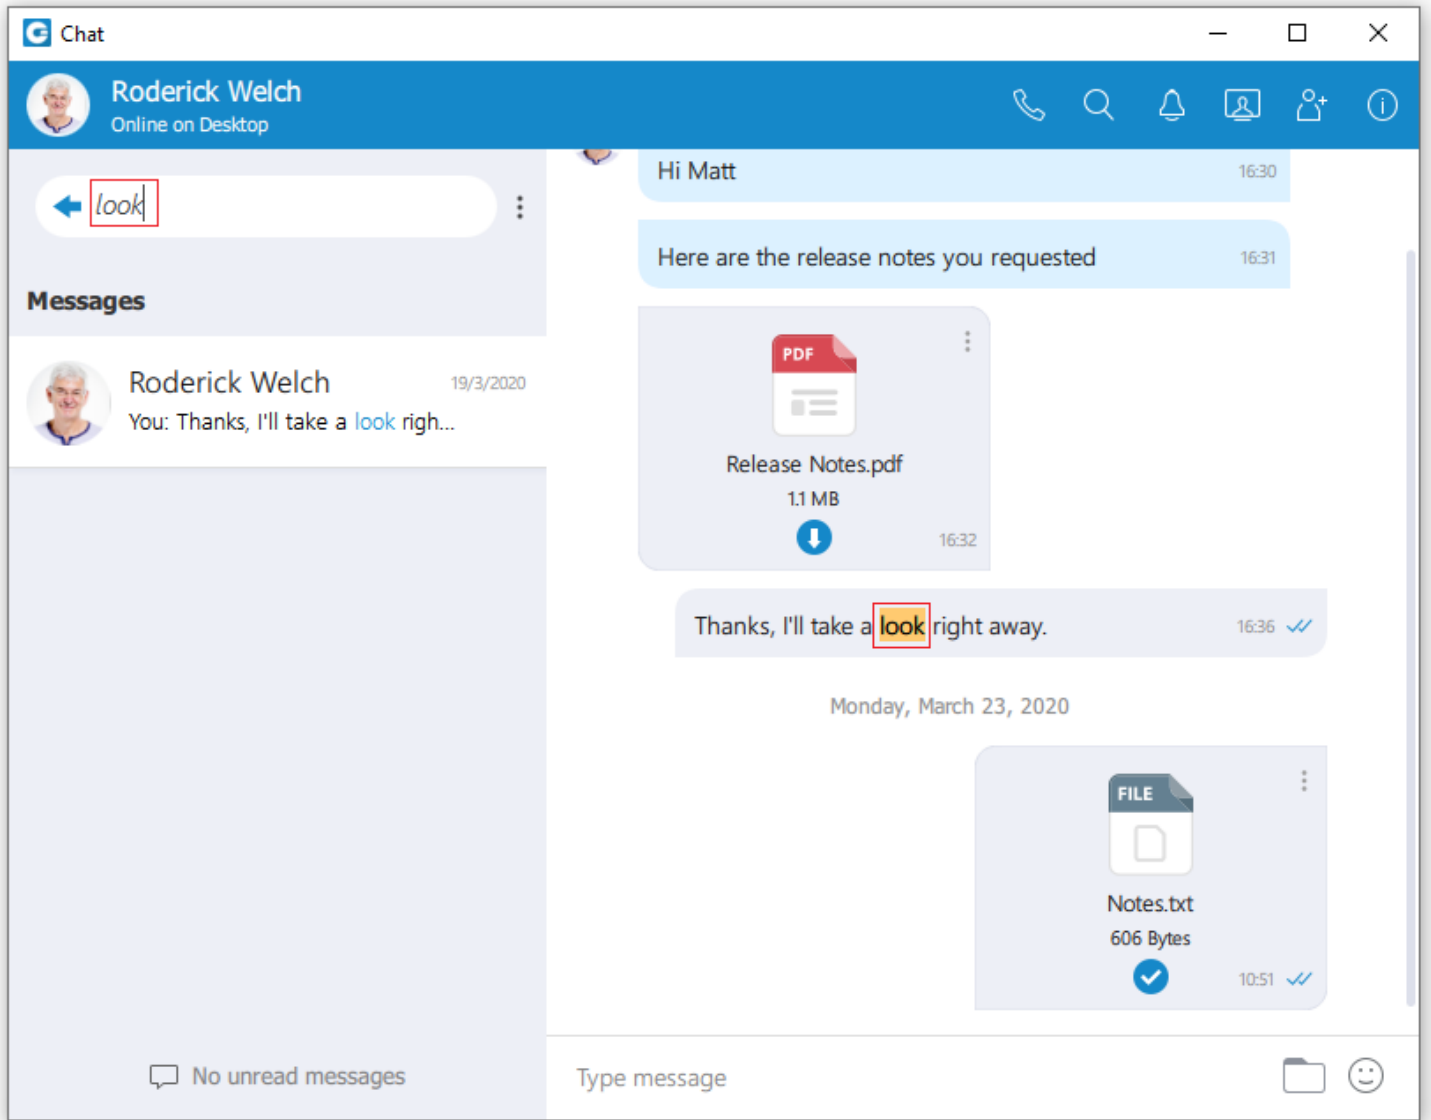 Chat
Roderick Welch
Online on Desktop
look
Messages
Roderick Welch
19/3/2020
You: Thanks, I'll take a look righ...
No unread messages
Hi Matt
16:30
Here are the release notes you requested
16:31
PDF
Release Notes.pdf
1.1 MB
16:32
Thanks, I'll take a look right away.
16:36
Monday, March 23, 2020
FILE
Notes.txt
606 Bytes
10:51
Type message